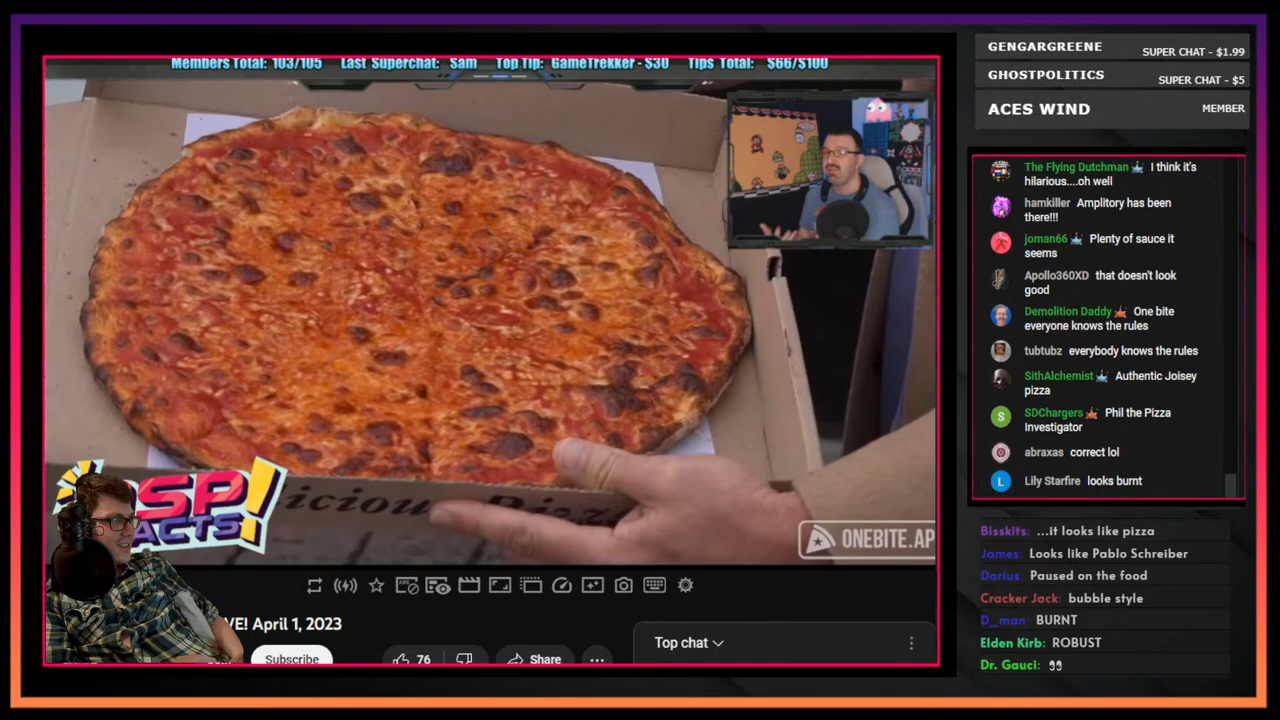 Members Total: 103/105 Last Superchat: Sam Top Tip: GameTrekker - $30 Tips Total: $66/$100
GENGARGREENE SUPER CHAT - $1.99
GHOSTPOLITICS SUPER CHAT - $5
ACES WIND MEMBER
The Flying Dutchman I think it's
hilarious....oh well
hamkiller Amplitory has been
there!!!
joman66 Plenty of sauce it
seems
Apollo360XD that doesn't look
good
Demolition Daddy One bite
everyone knows the rules
tubtubz everybody knows the rules
SithAlchemist Authentic Joisey
pizza
SDChargers Phil the Pizza
Investigator
S
abraxas correct lol
L
Lily Starfire looks burnt
SP!
ACTS!
icious Pizz
ONEBITE.AP
Bisskits: ...it looks like pizza
James: Looks like Pablo Schreiber
Darius: Paused on the food
Cracker Jack: bubble style
D_man: BURNT
Elden Kirb: ROBUST
Dr. Gauci: 👀
VE! April 1, 2023
Subscribe
76
Share
Top chat